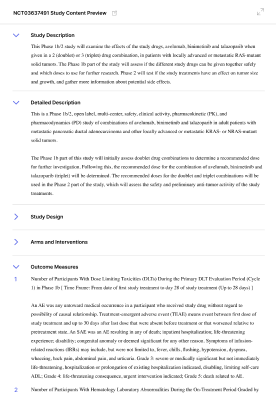 NCT03637491 Study Content Preview
Study Description
This Phase 1b/2 study will examine the effects of the study drugs, avelumab, binimetinib and talazoparib when
given in a 2 (doublet) or 3 (triplet) drug combination, in patients with locally advanced or metastatic RAS-mutant
solid tumors. The Phase 1b part of the study will assess if the different study drugs can be given together safely
and which doses to use for further research. Phase 2 will test if the study treatments have an effect on tumor size
and growth, and gather more information about potential side effects.
Detailed Description
This is a Phase 1b/2, open label, multi-center, safety, clinical activity, pharmacokinetic (PK), and
pharmacodynamic (PD) study of combinations of avelumab, binimetinib and talazoparib in adult patients with
metastatic pancreatic ductal adenocarcinoma and other locally advanced or metastatic KRAS- or NRAS-mutant
solid tumors.
The Phase 1b part of this study will initially assess doublet drug combinations to determine a recommended dose
for further investigation. Following this, the recommended dose for the combination of avelumab, binimetinib and
talazoparib (triplet) will be determined. The recommended doses for the doublet and triplet combinations will be
used in the Phase 2 part of the study, which will assess the safety and preliminary anti-tumor activity of the study
treatments.
Study Design
Arms and Interventions
Outcome Measures
1 Number of Participants With Dose Limiting Toxicities (DLTs) During the Primary DLT Evaluation Period (Cycle
1) in Phase 1b [ Time Frame: From date of first study treatment to day 28 of study treatment (Up to 28 days) ]
An AE was any untoward medical occurrence in a participant who received study drug without regard to
possibility of causal relationship. Treatment-emergent adverse event (TEAE) means event between first dose of
study treatment and up to 30 days after last dose that were absent before treatment or that worsened relative to
pretreatment state. An SAE was an AE resulting in any of death; inpatient hospitalization; life-threatening
experience; disability; congenital anomaly or deemed significant for any other reason. Symptoms of infusion-
related reactions (IRRs) may include, but were not limited to, fever, chills, flushing, hypotension, dyspnea,
wheezing, back pain, abdominal pain, and urticaria. Grade 3: severe or medically significant but not immediately
life-threatening, hospitalization or prolongation of existing hospitalization indicated, disabling, limiting self-care
ADL. Grade 4: life-threatening consequence, urgent intervention indicated. Grade 5: death related to AE.
2 Number of Participants With Hematology Laboratory Abnormalities During the On-Treatment Period Graded by